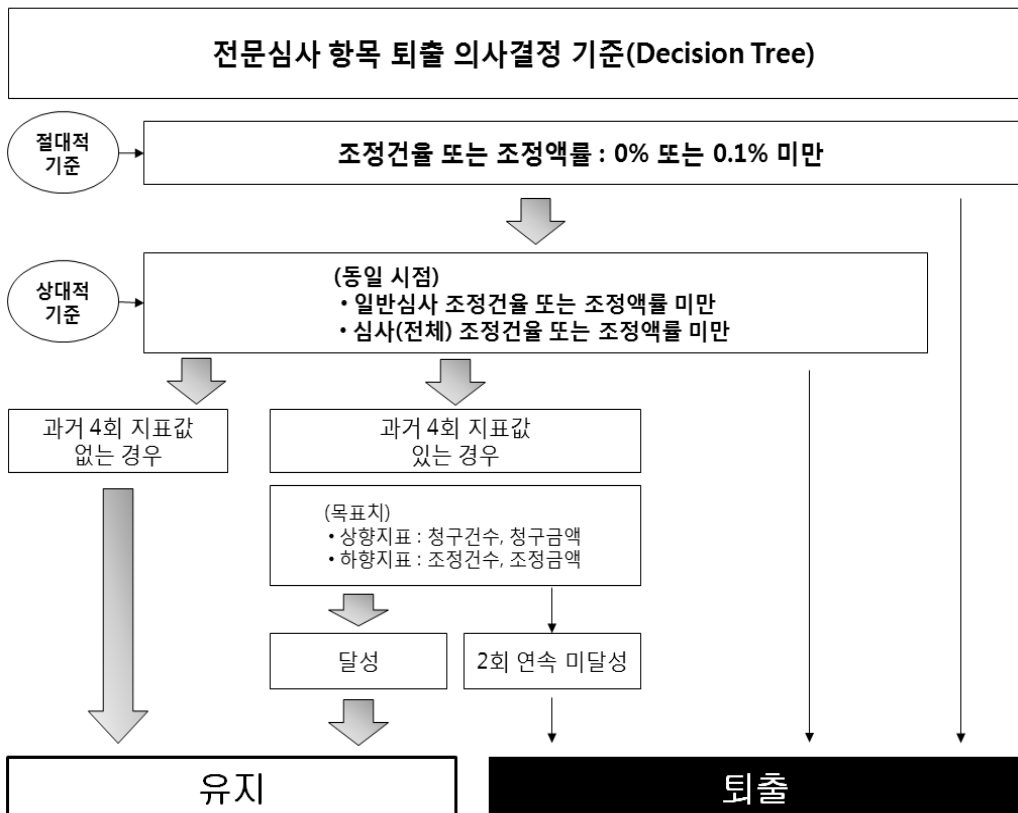 전문심사 항목 퇴출 의사결정 기준(Decision Tree)
절대적
기준
조정건율 또는 조정액률 : 0% 또는 0.1% 미만
상대적
기준
(동일 시점)
• 일반심사 조정건율 또는 조정액률 미만
• 심사(전체) 조정건율 또는 조정액률 미만
과거 4회 지표값
없는 경우
과거 4회 지표값
있는 경우
(목표치)
• 상향지표 : 청구건수, 청구금액
• 하향지표 : 조정건수, 조정금액
달성
2회 연속 미달성
유지
퇴출